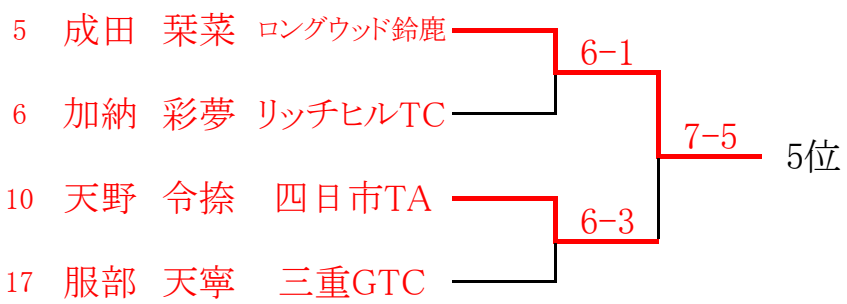 5 成田 栞菜 ロングウッド鈴鹿
6-1
6 加納 彩夢 リッチヒルTC
7-5
5位
10 天野 令捺 四日市TA
6-3
17 服部 天寧 三重GTC